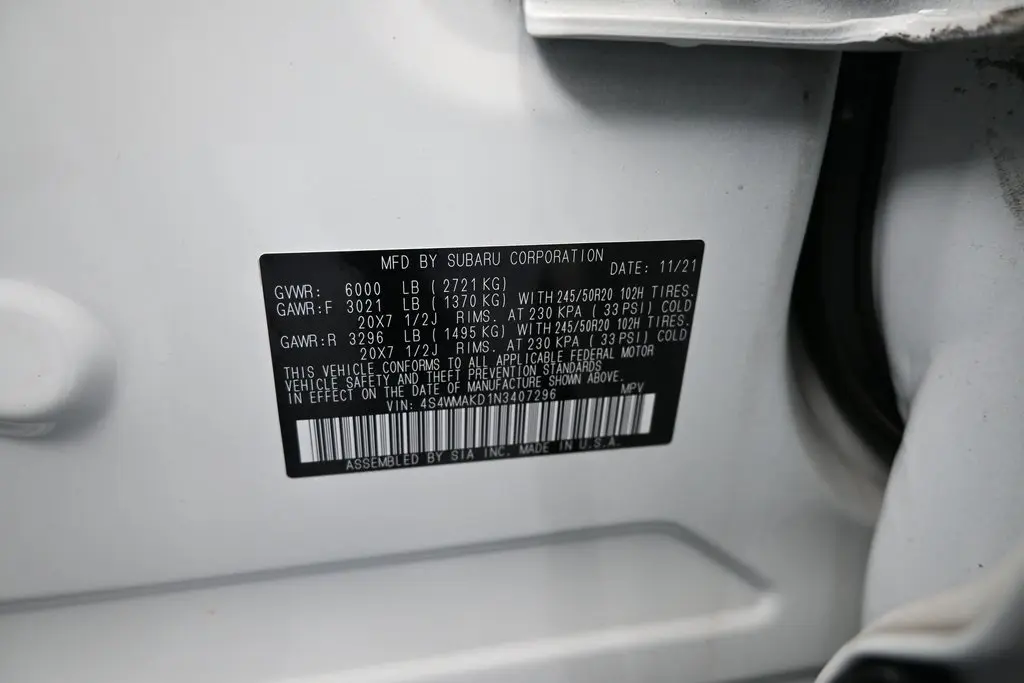 MFD BY SUBARU CORPORATION
DATE: 11/21
GVWR: 6000 LB ( 2721 KG)
GAWR:F 3021 LB ( 1370 KG) WITH 245/50R20 102H TIRES.
20X7 1/2J RIMS. AT 230 KPA ( 33 PSI) COLD
GAWR:R 3296 LB ( 1495 KG) WITH 245/50R20 102H TIRES.
20X7 1/2J RIMS. AT 230 KPA ( 33 PSI) COLD
THIS VEHICLE CONFORMS TO ALL APPLICABLE FEDERAL MOTOR
VEHICLE SAFETY AND THEFT PREVENTION STANDARDS
IN EFFECT ON THE DATE OF MANUFACTURE SHOWN ABOVE.
VIN: 4S4WMAKD1N3407296 MPV
ASSEMBLED BY SIA INC. MADE IN U.S.A.